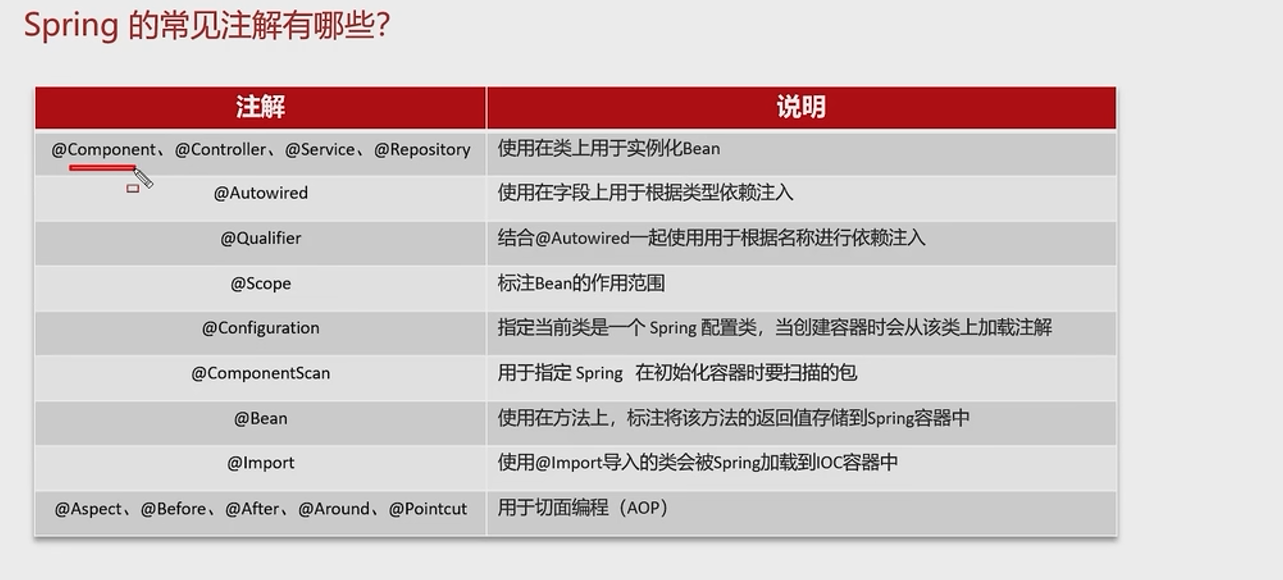 Spring 的常见注解有哪些?
注解 说明
@Component、@Controller、@Service、@Repository 使用在类上用于实例化Bean
@Autowired 使用在字段上用于根据类型依赖注入
@Qualifier 结合@Autowired一起使用用于根据名称进行依赖注入
@Scope 标注Bean的作用范围
@Configuration 指定当前类是一个 Spring 配置类，当创建容器时会从该类上加载注解
@ComponentScan 用于指定 Spring 在初始化容器时要扫描的包
@Bean 使用在方法上，标注将该方法的返回值存储到Spring容器中
@Import 使用@Import导入的类会被Spring加载到IOC容器中
@Aspect、@Before、@After、@Around、@Pointcut 用于切面编程（AOP）